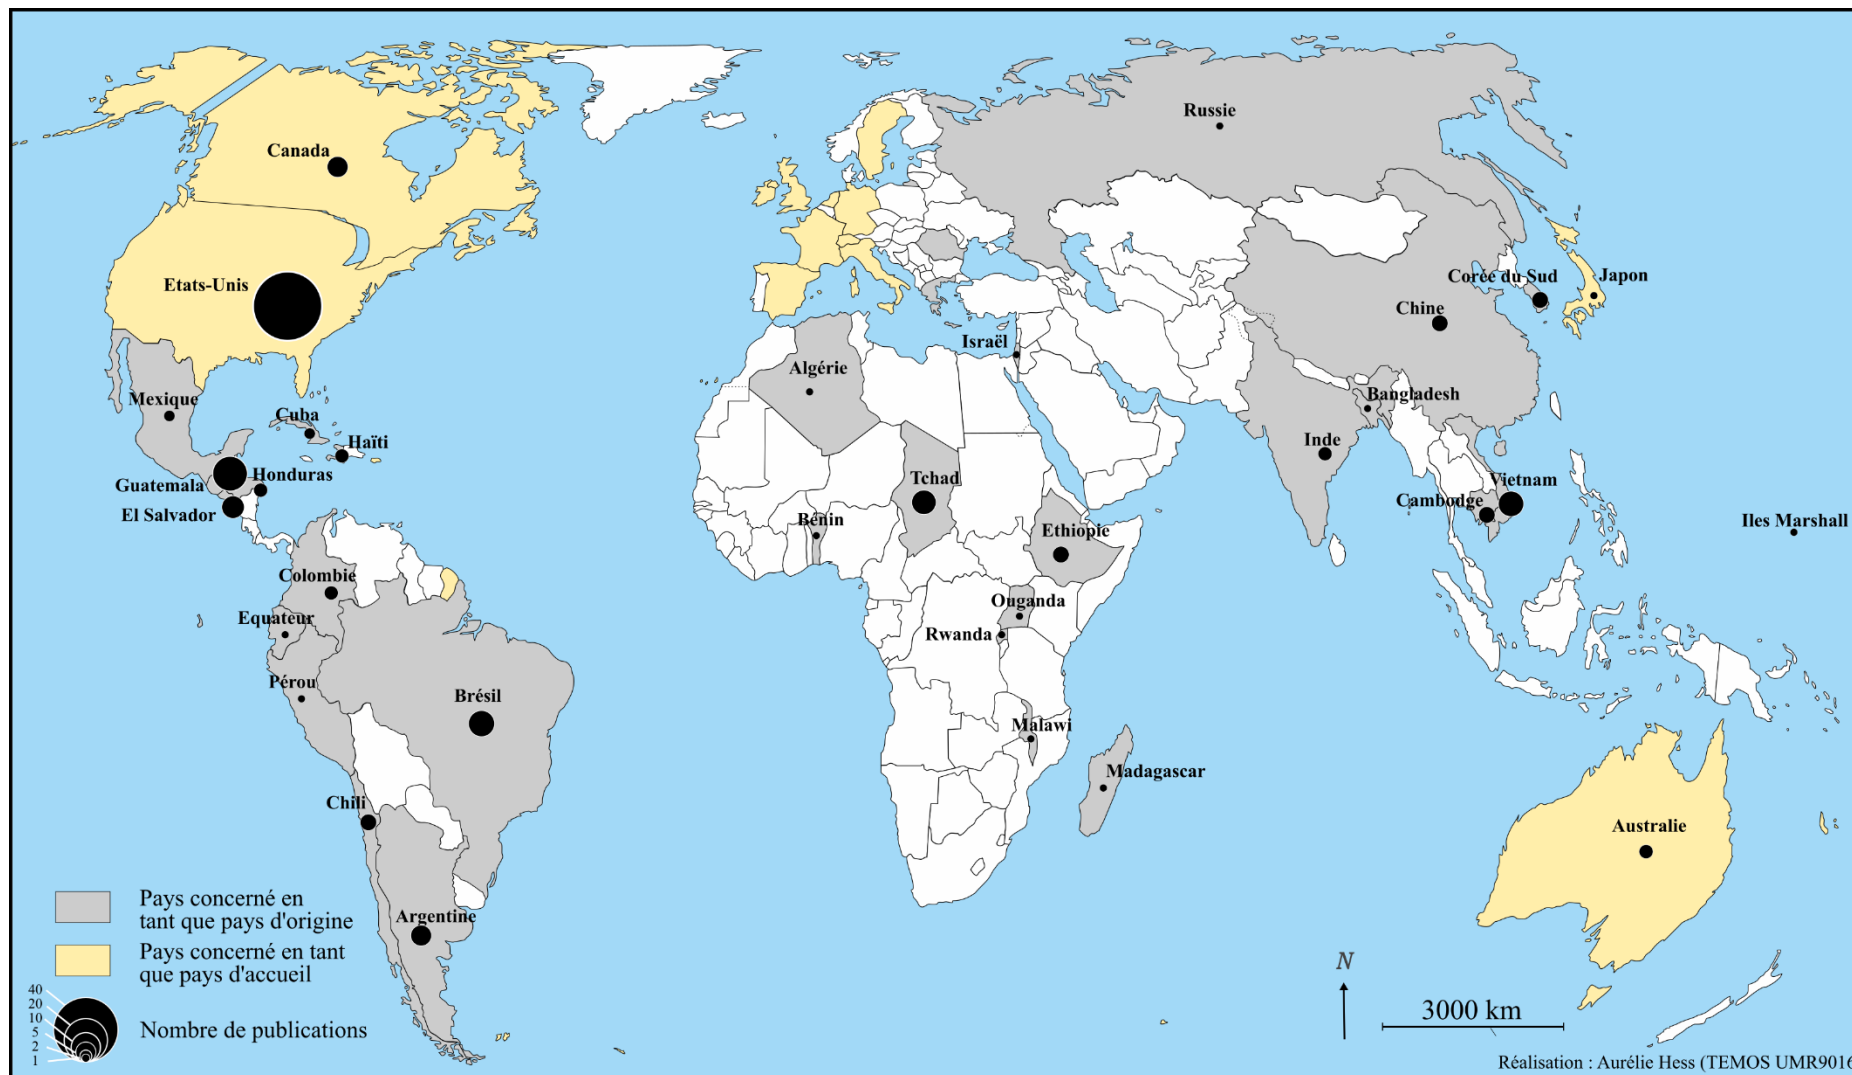 Russie
Canada
Etats-Unis
Corée du Sud
Japon
Chine
Israël
Algérie
Mexique
Bangladesh
Cuba
Haïti
Inde
Guatemala
Honduras
Tchad
Vietnam
Cambodge
El Salvador
Bénin
Ethiopie
Iles Marshall
Colombie
Ouganda
Equateur
Rwanda
Pérou
Brésil
Malawi
Madagascar
Chili
Australie
Argentine
Pays concerné en
tant que pays d'origine
Pays concerné en tant
que pays d'accueil
40
20
10
5
2
1
Nombre de publications
N
3000 km
Réalisation : Aurélie Hess (TEMOS UMR9016